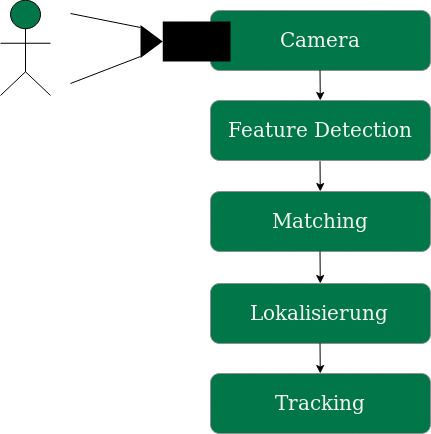 Camera
Feature Detection
Matching
Lokalisierung
Tracking